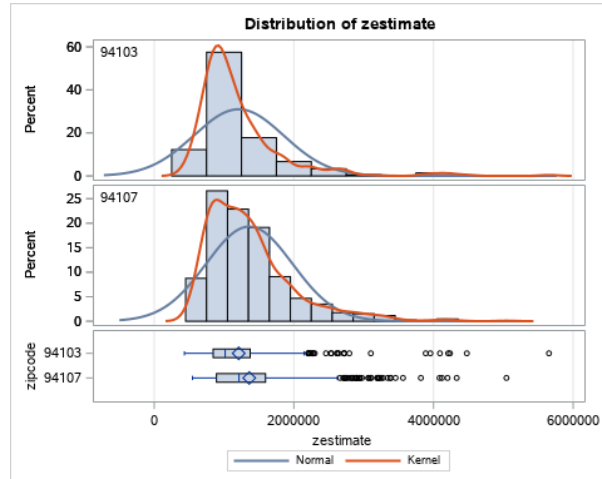 Distribution of zestimate
94103
60
40
20
0
Percent
94107
25
20
15
10
5
0
Percent
zipcode
94103
94107
0 2000000 4000000 6000000
zestimate
Normal Kernel